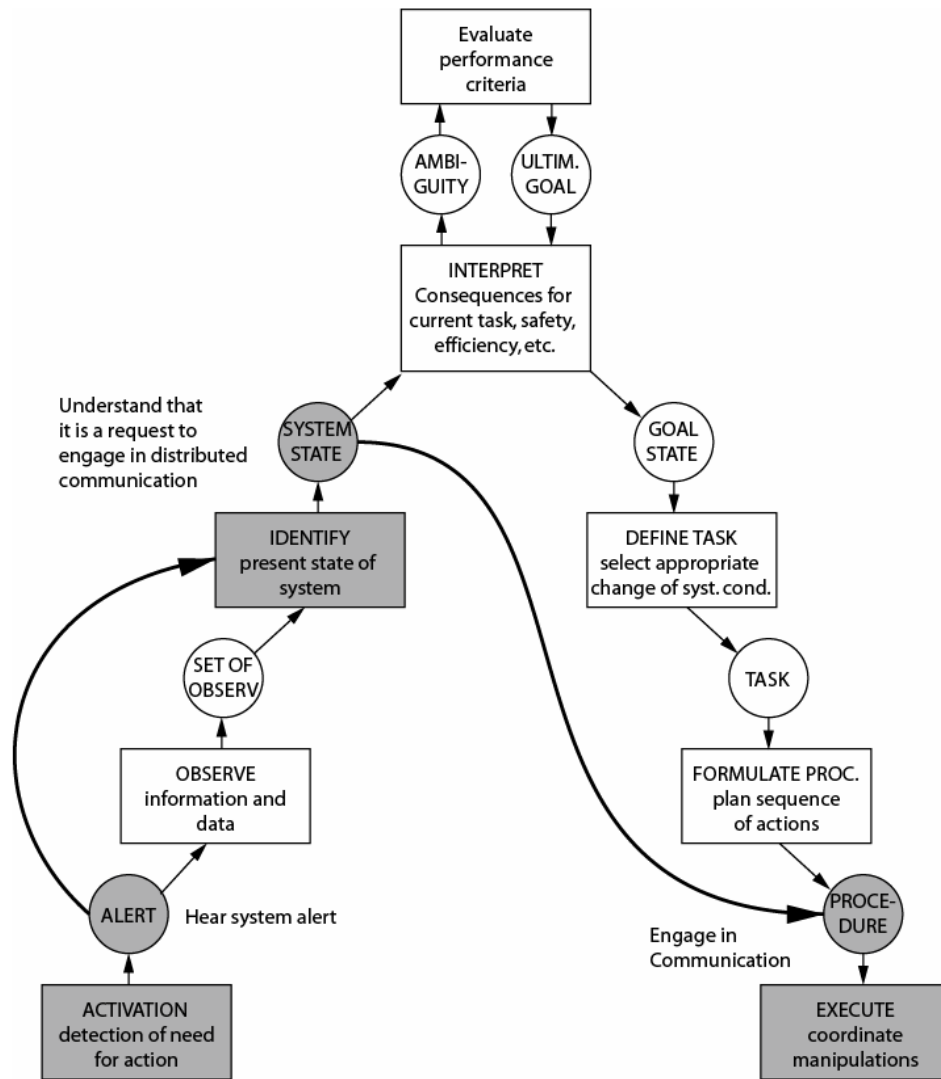 Evaluate
performance
criteria
AMBI-
GUITY
ULTIM.
GOAL
INTERPRET
Consequences for
current task, safety,
efficiency, etc.
Understand that
it is a request to
engage in distributed
communication
SYSTEM
STATE
GOAL
STATE
IDENTIFY
present state of
system
DEFINE TASK
select appropriate
change of syst. cond.
SET OF
OBSERV
TASK
OBSERVE
information and
data
FORMULATE PROC.
plan sequence
of actions
ALERT
Hear system alert
PROCE-
DURE
Engage in
Communication
ACTIVATION
detection of need
for action
EXECUTE
coordinate
manipulations